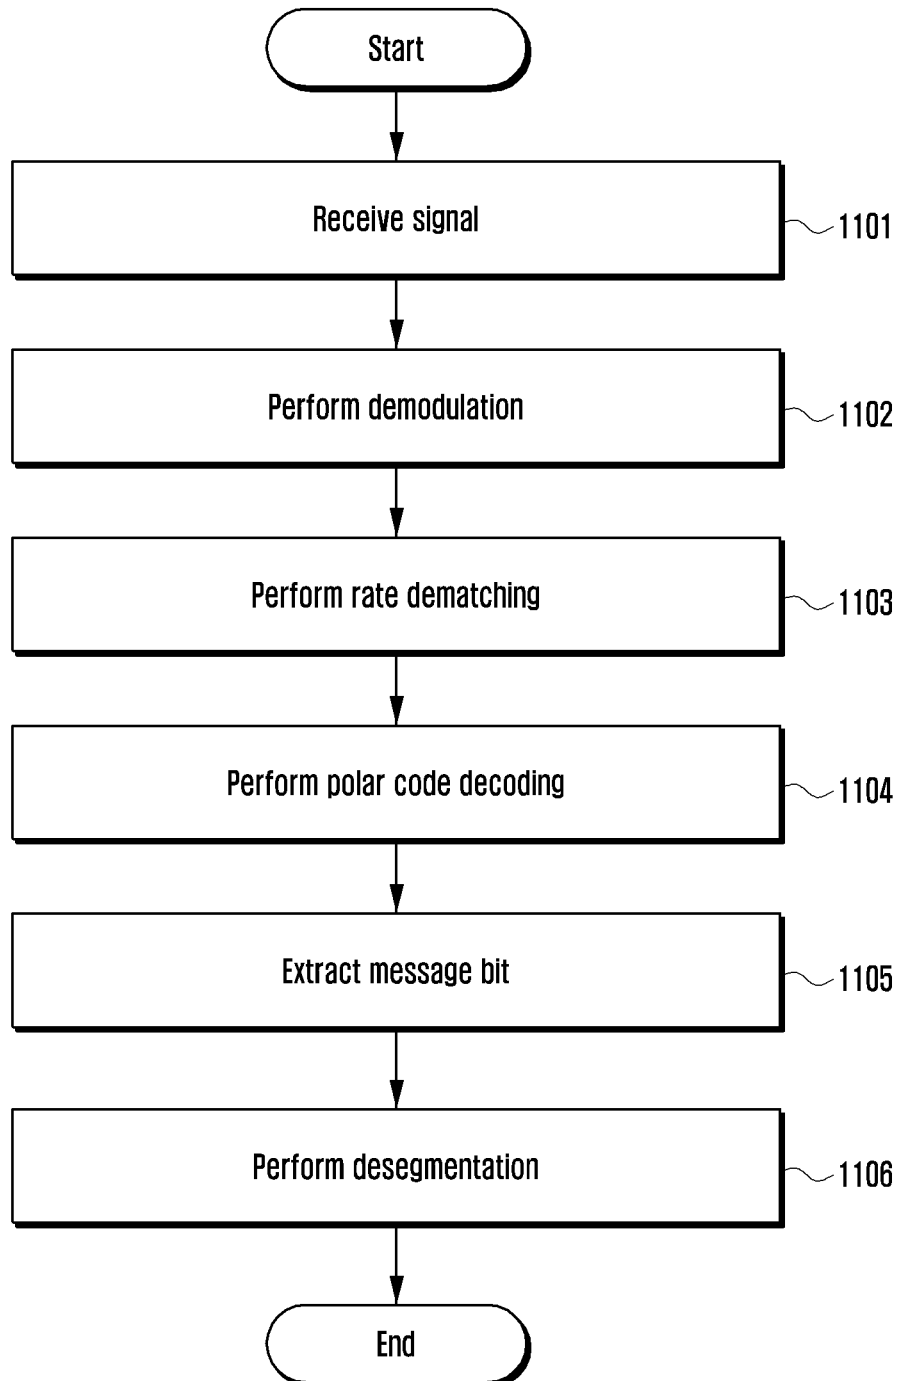 Start
Receive signal
1101
Perform demodulation
1102
Perform rate dematching
1103
Perform polar code decoding
1104
Extract message bit
1105
Perform desegmentation
1106
End